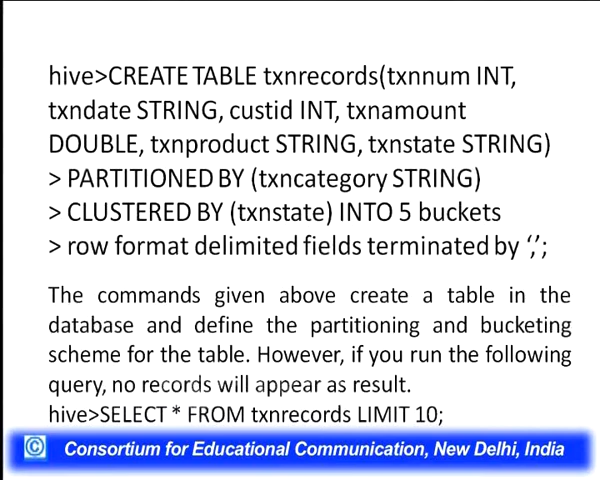 hive>CREATE TABLE txnrecords(txnnum INT,
txndate STRING, custid INT, txnamount
DOUBLE, txnproduct STRING, txnstate STRING)
> PARTITIONED BY (txncategory STRING)
> CLUSTERED BY (txnstate) INTO 5 buckets
> row format delimited fields terminated by ‘,’;
The commands given above create a table in the
database and define the partitioning and bucketing
scheme for the table. However, if you run the following
query, no records will appear as result.
hive>SELECT * FROM txnrecords LIMIT 10;
© Consortium for Educational Communication, New Delhi, India